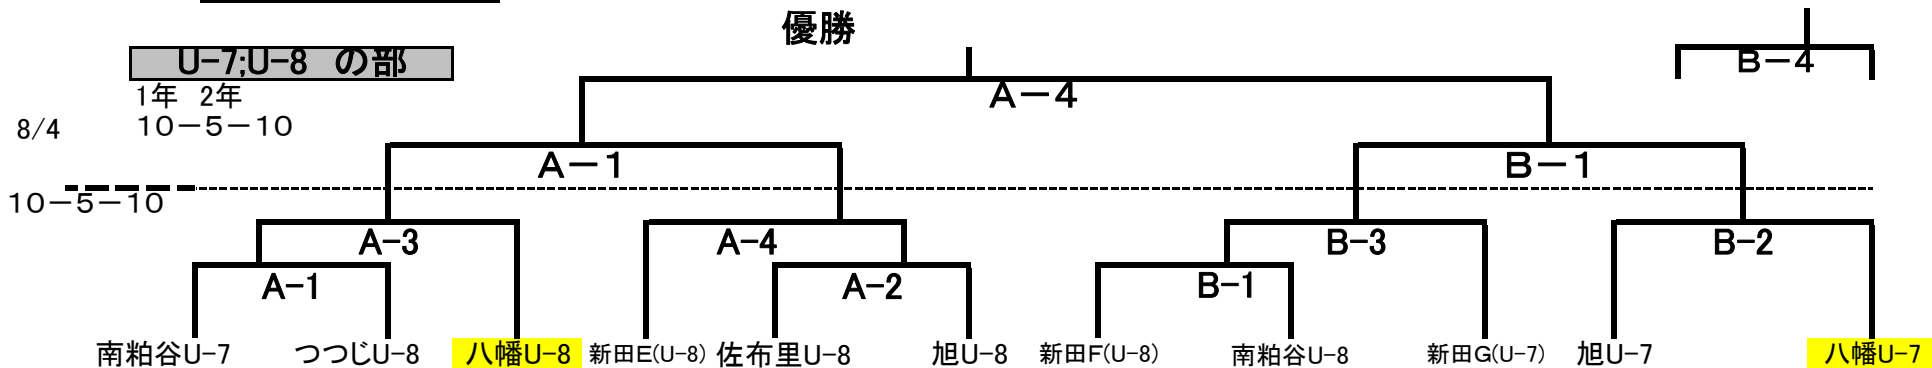 優勝
U-7;U-8 の部
B－4
A－4
1年 2年
8/4
10－5－10
A－1
B－1
10－5－10
A-3
A-4
B-3
B-2
A-1
A-2
B-1
南粕谷U-7
つつじU-8
八幡U-8
新田E(U-8)
佐布里U-8
旭U-8
新田F(U-8)
南粕谷U-8
新田G(U-7)
旭U-7
八幡U-7